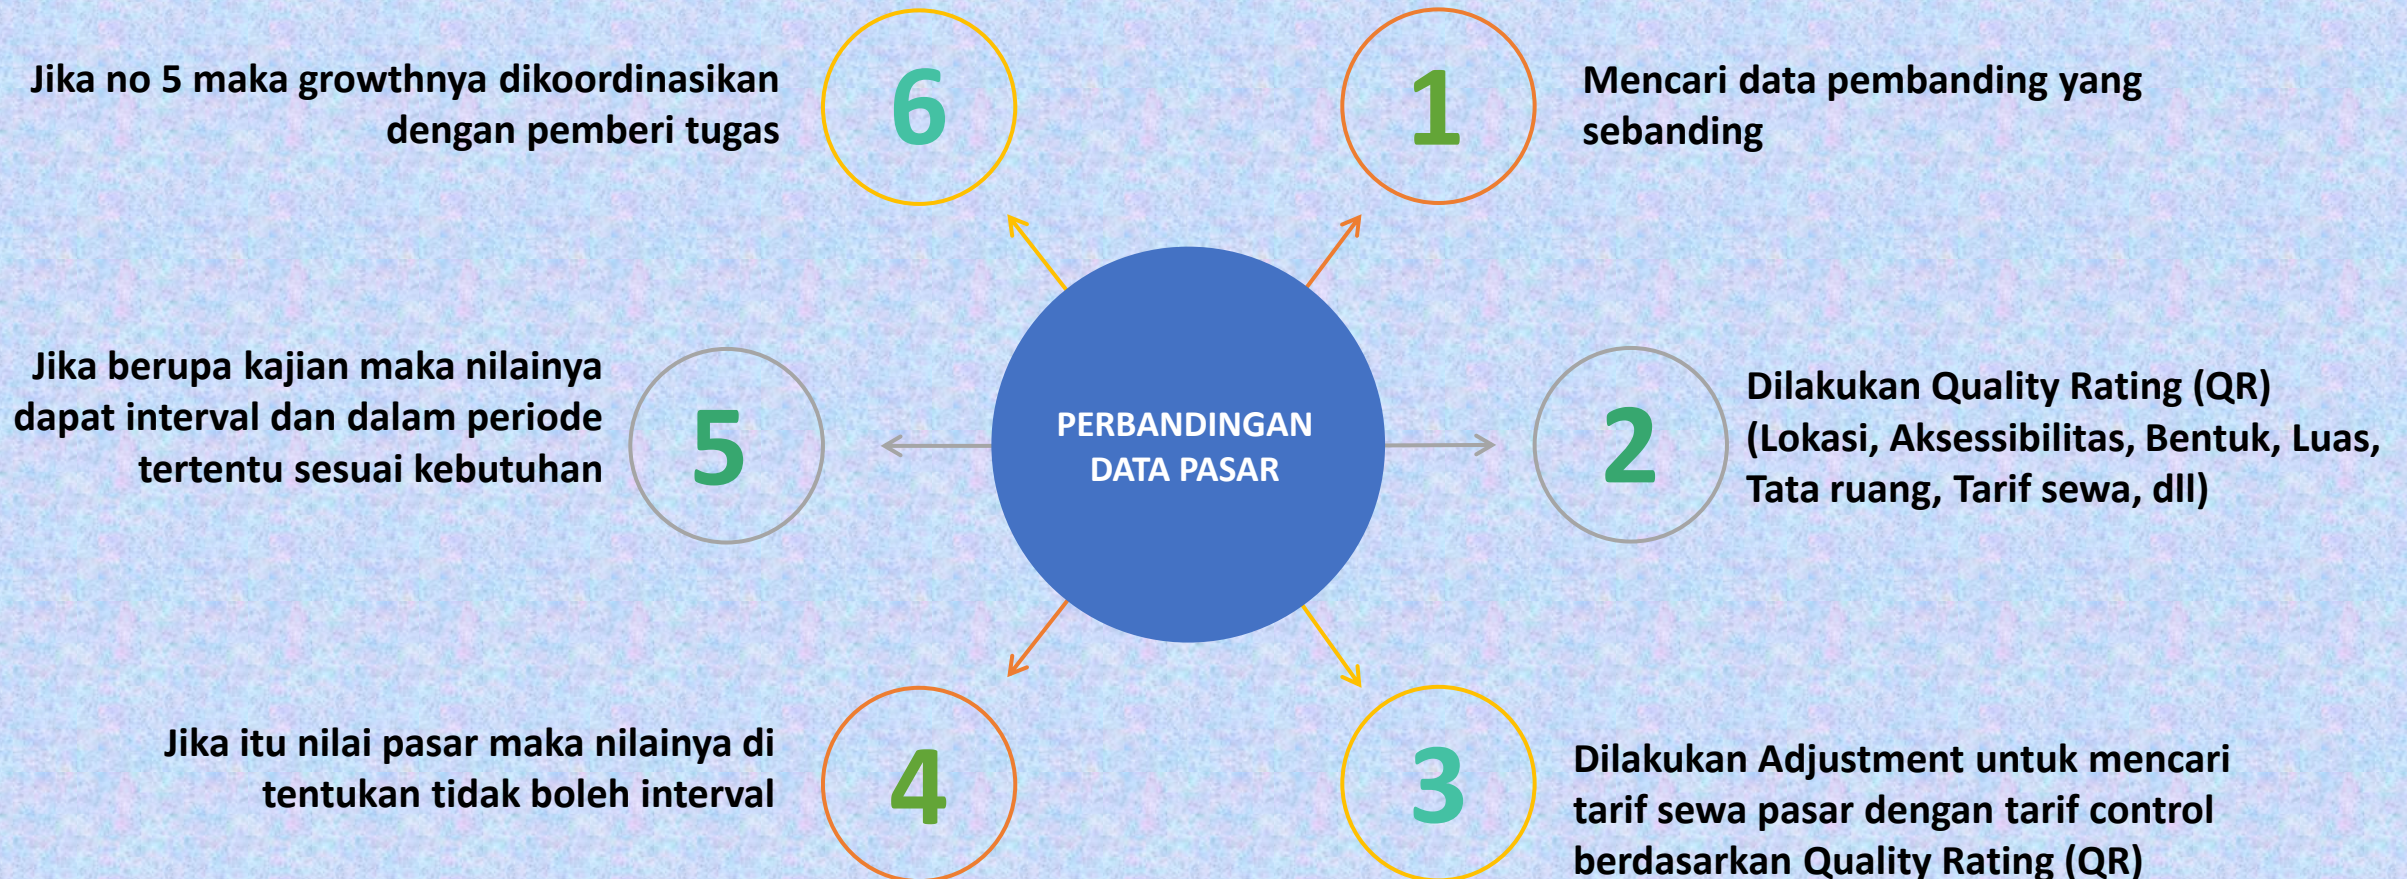 PERBANDINGAN
DATA PASAR
1
Mencari data pembanding yang
sebanding
2
Dilakukan Quality Rating (QR)
(Lokasi, Aksessibilitas, Bentuk, Luas,
Tata ruang, Tarif sewa, dll)
3
Dilakukan Adjustment untuk mencari
tarif sewa pasar dengan tarif control
berdasarkan Quality Rating (QR)
4
Jika itu nilai pasar maka nilainya di
tentukan tidak boleh interval
5
Jika berupa kajian maka nilainya
dapat interval dan dalam periode
tertentu sesuai kebutuhan
6
Jika no 5 maka growthnya dikoordinasikan
dengan pemberi tugas